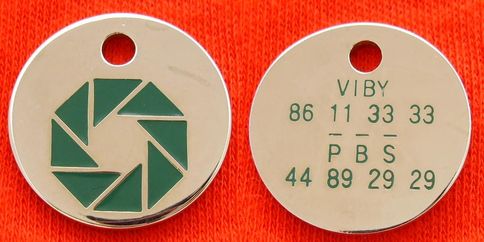 VIBY
86 11 33 33
— — —
P B S
44 89 29 29